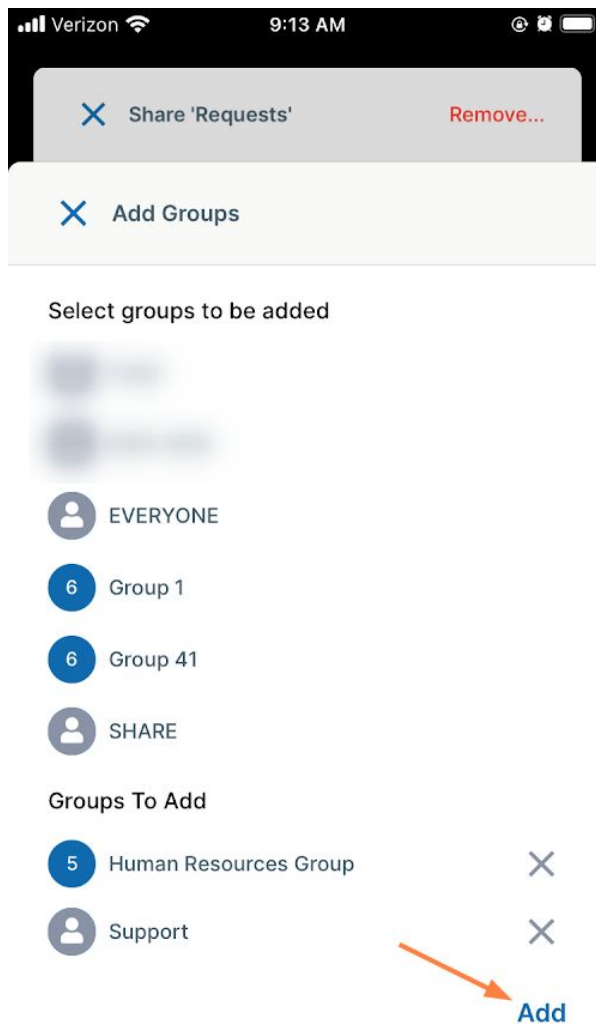 Verizon 9:13 AM
Share 'Requests' Remove...
Add Groups
Select groups to be added
EVERYONE
6 Group 1
6 Group 41
SHARE
Groups To Add
5 Human Resources Group
Support
Add